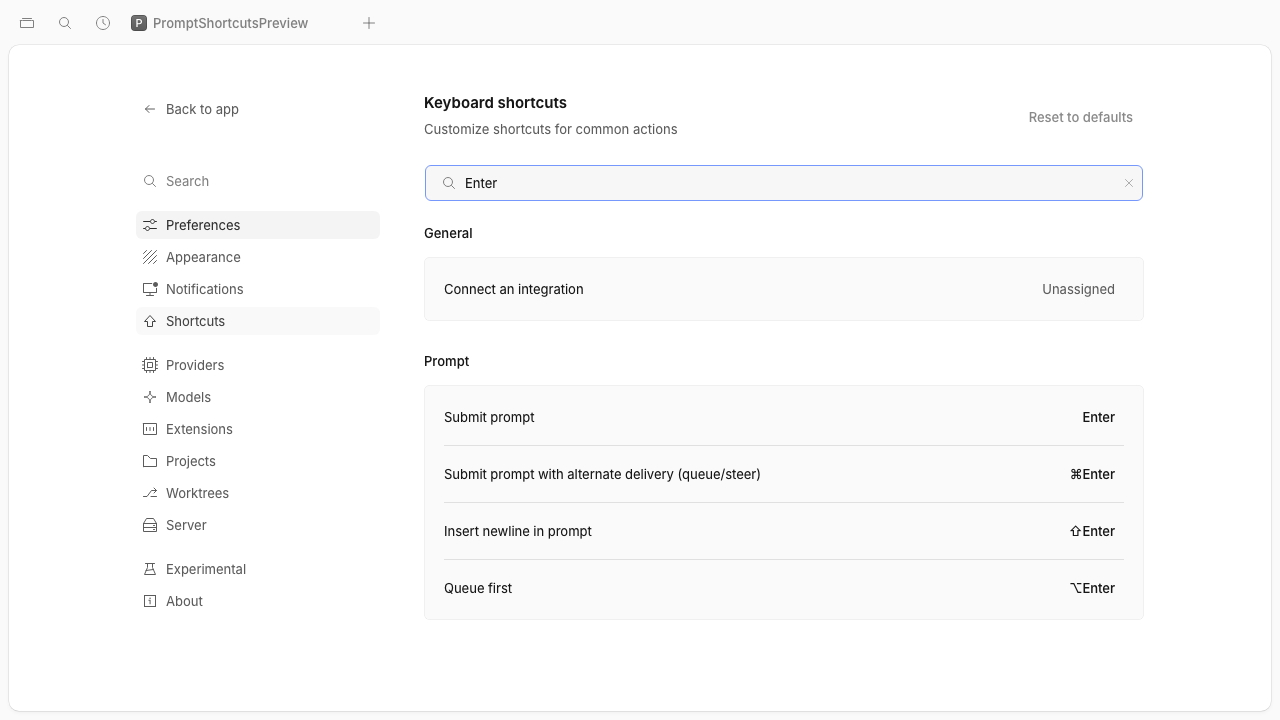 P PromptShortcutsPreview
Back to app
Search
Preferences
Appearance
Notifications
Shortcuts
Providers
Models
Extensions
Projects
Worktrees
Server
Experimental
About
Keyboard shortcuts
Customize shortcuts for common actions
Reset to defaults
Enter
General
Connect an integration Unassigned
Prompt
Submit prompt Enter
Submit prompt with alternate delivery (queue/steer) ⌘Enter
Insert newline in prompt ⇧Enter
Queue first ⌥Enter